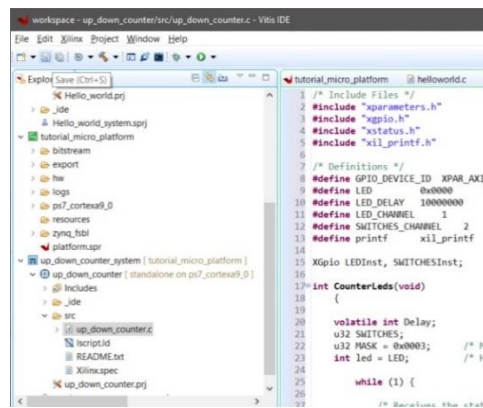 workspace - up_down_counter/src/up_down_counter.c - Vitis IDE
File Edit Xilinx Project Window Help
Explor
Save (Ctrl+S)
Hello_world.prj
_ide
Hello_world_system.sprj
tutorial_micro_platform
bitstream
export
hw
logs
ps7_cortexa9_0
resources
zynq_fsbl
platform.spr
up_down_counter_system [ tutorial_micro_platform ]
up_down_counter [ standalone on ps7_cortexa9_0 ]
Includes
_ide
src
up_down_counter.c
lscript.ld
README.txt
Xilinx.spec
up_down_counter.prj
tutorial_micro_platform helloworld.c
1 /* Include Files */
2 #include "xparameters.h"
3 #include "xgpio.h"
4 #include "xstatus.h"
5 #include "xil_printf.h"
6
7 /* Definitions */
8 #define GPIO_DEVICE_ID XPAR_AXI
9 #define LED 0x0000
10 #define LED_DELAY 10000000
11 #define LED_CHANNEL 1
12 #define SWITCHES_CHANNEL 2
13 #define printf xil_printf
14
15 XGpio LEDInst, SWITCHESInst;
16
17 int CounterLeds(void)
18 {
19
20 volatile int Delay;
21 u32 SWITCHES;
22 u32 MASK = 0x0003; /*
23 int led = LED; /*
24
25 while (1) {
26
27 /* Receives the stat